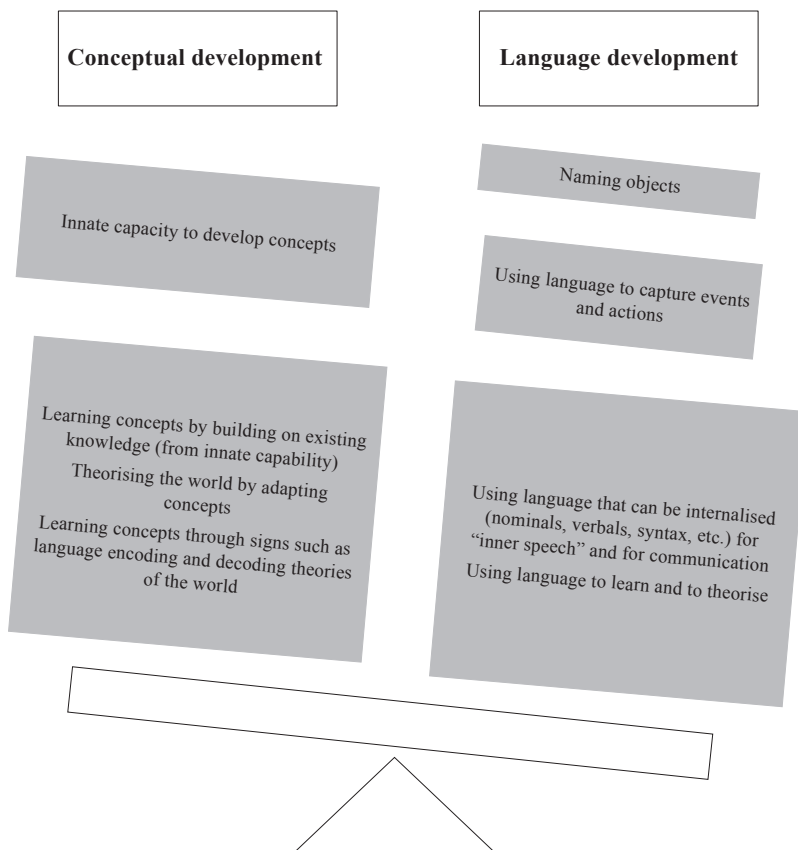 Conceptual development
Language development
Innate capacity to develop concepts
Learning concepts by building on existing
knowledge (from innate capability)
Theorising the world by adapting
concepts
Learning concepts through signs such as
language encoding and decoding theories
of the world
Naming objects
Using language to capture events
and actions
Using language that can be internalised
(nominals, verbals, syntax, etc.) for
“inner speech” and for communication
Using language to learn and to theorise